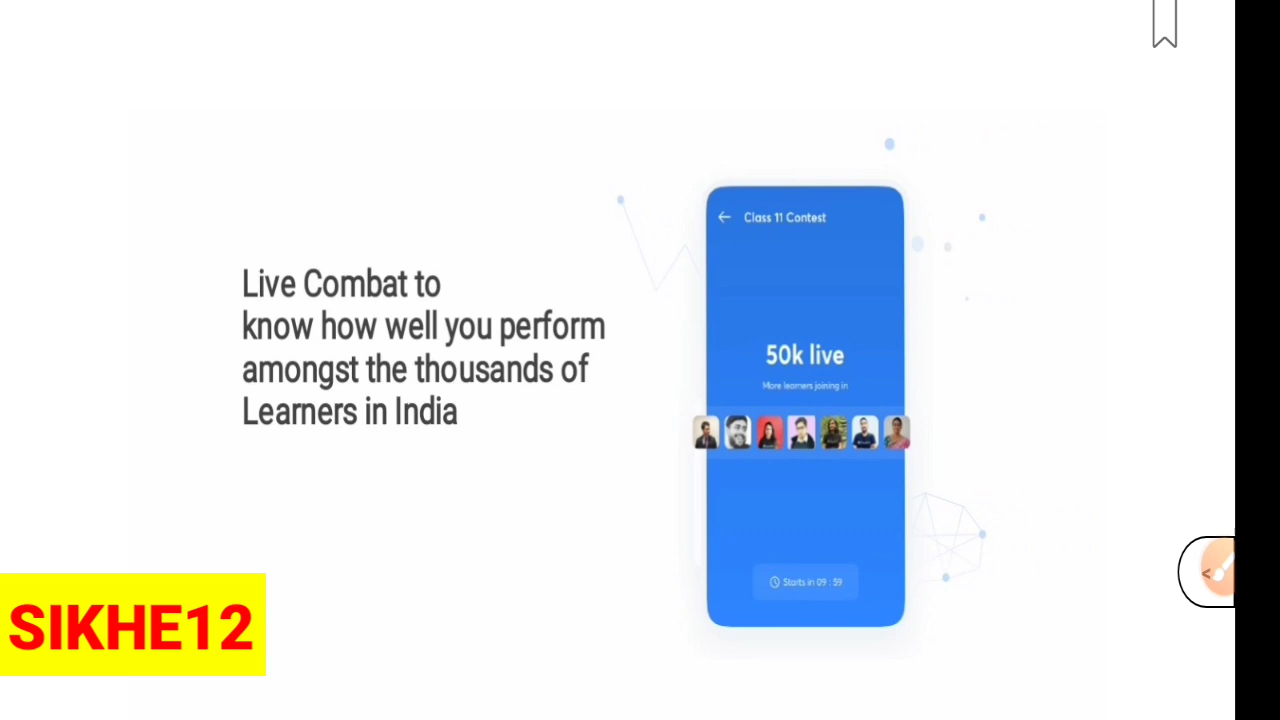 Live Combat to
know how well you perform
amongst the thousands of
Learners in India
Class 11 Contest
50k live
More learners joining in
Starts in 09 : 59
SIKHE12